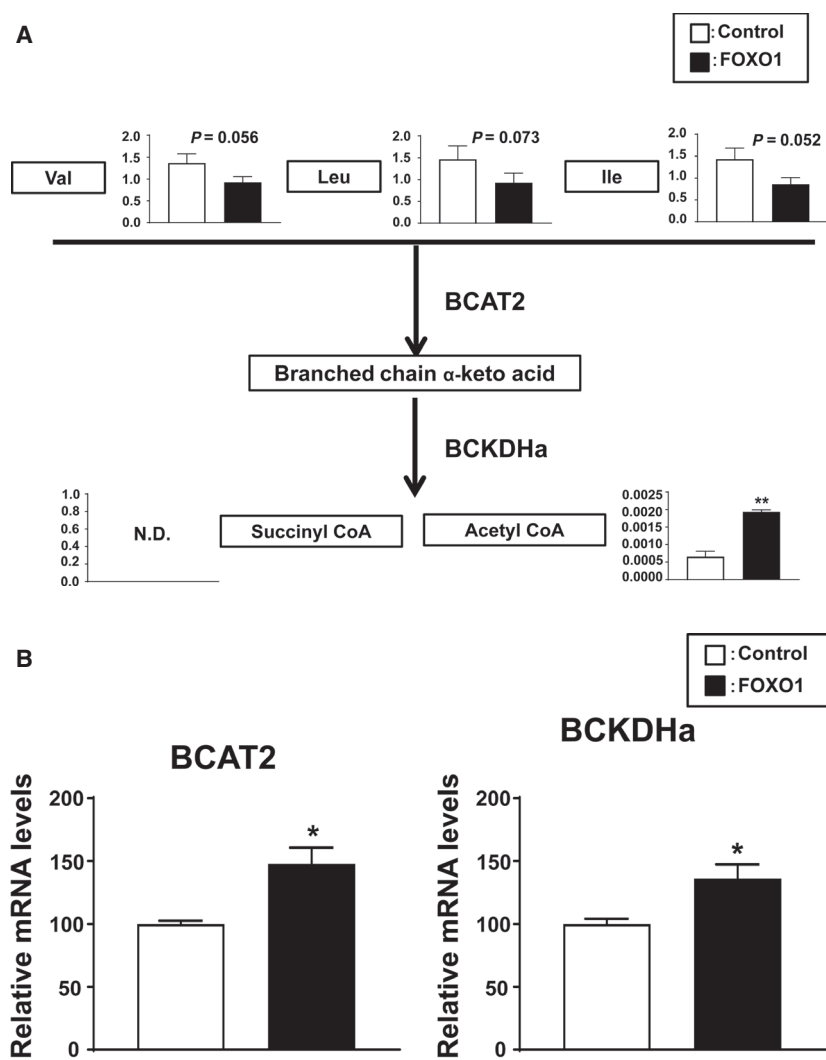 A
: Control
: FOXO1
Val
2.0
1.5
1.0
0.5
0.0
P = 0.056
Leu
2.0
1.5
1.0
0.5
0.0
P = 0.073
Ile
2.0
1.5
1.0
0.5
0.0
P = 0.052
BCAT2
Branched chain α-keto acid
BCKDHa
1.0
0.8
0.6
0.4
0.2
0.0
N.D.
Succinyl CoA
Acetyl CoA
0.0025
0.0020
0.0015
0.0010
0.0005
0.0000
**
B
: Control
: FOXO1
BCAT2
Relative mRNA levels
200
150
100
50
0
*
BCKDHa
Relative mRNA levels
200
150
100
50
0
*